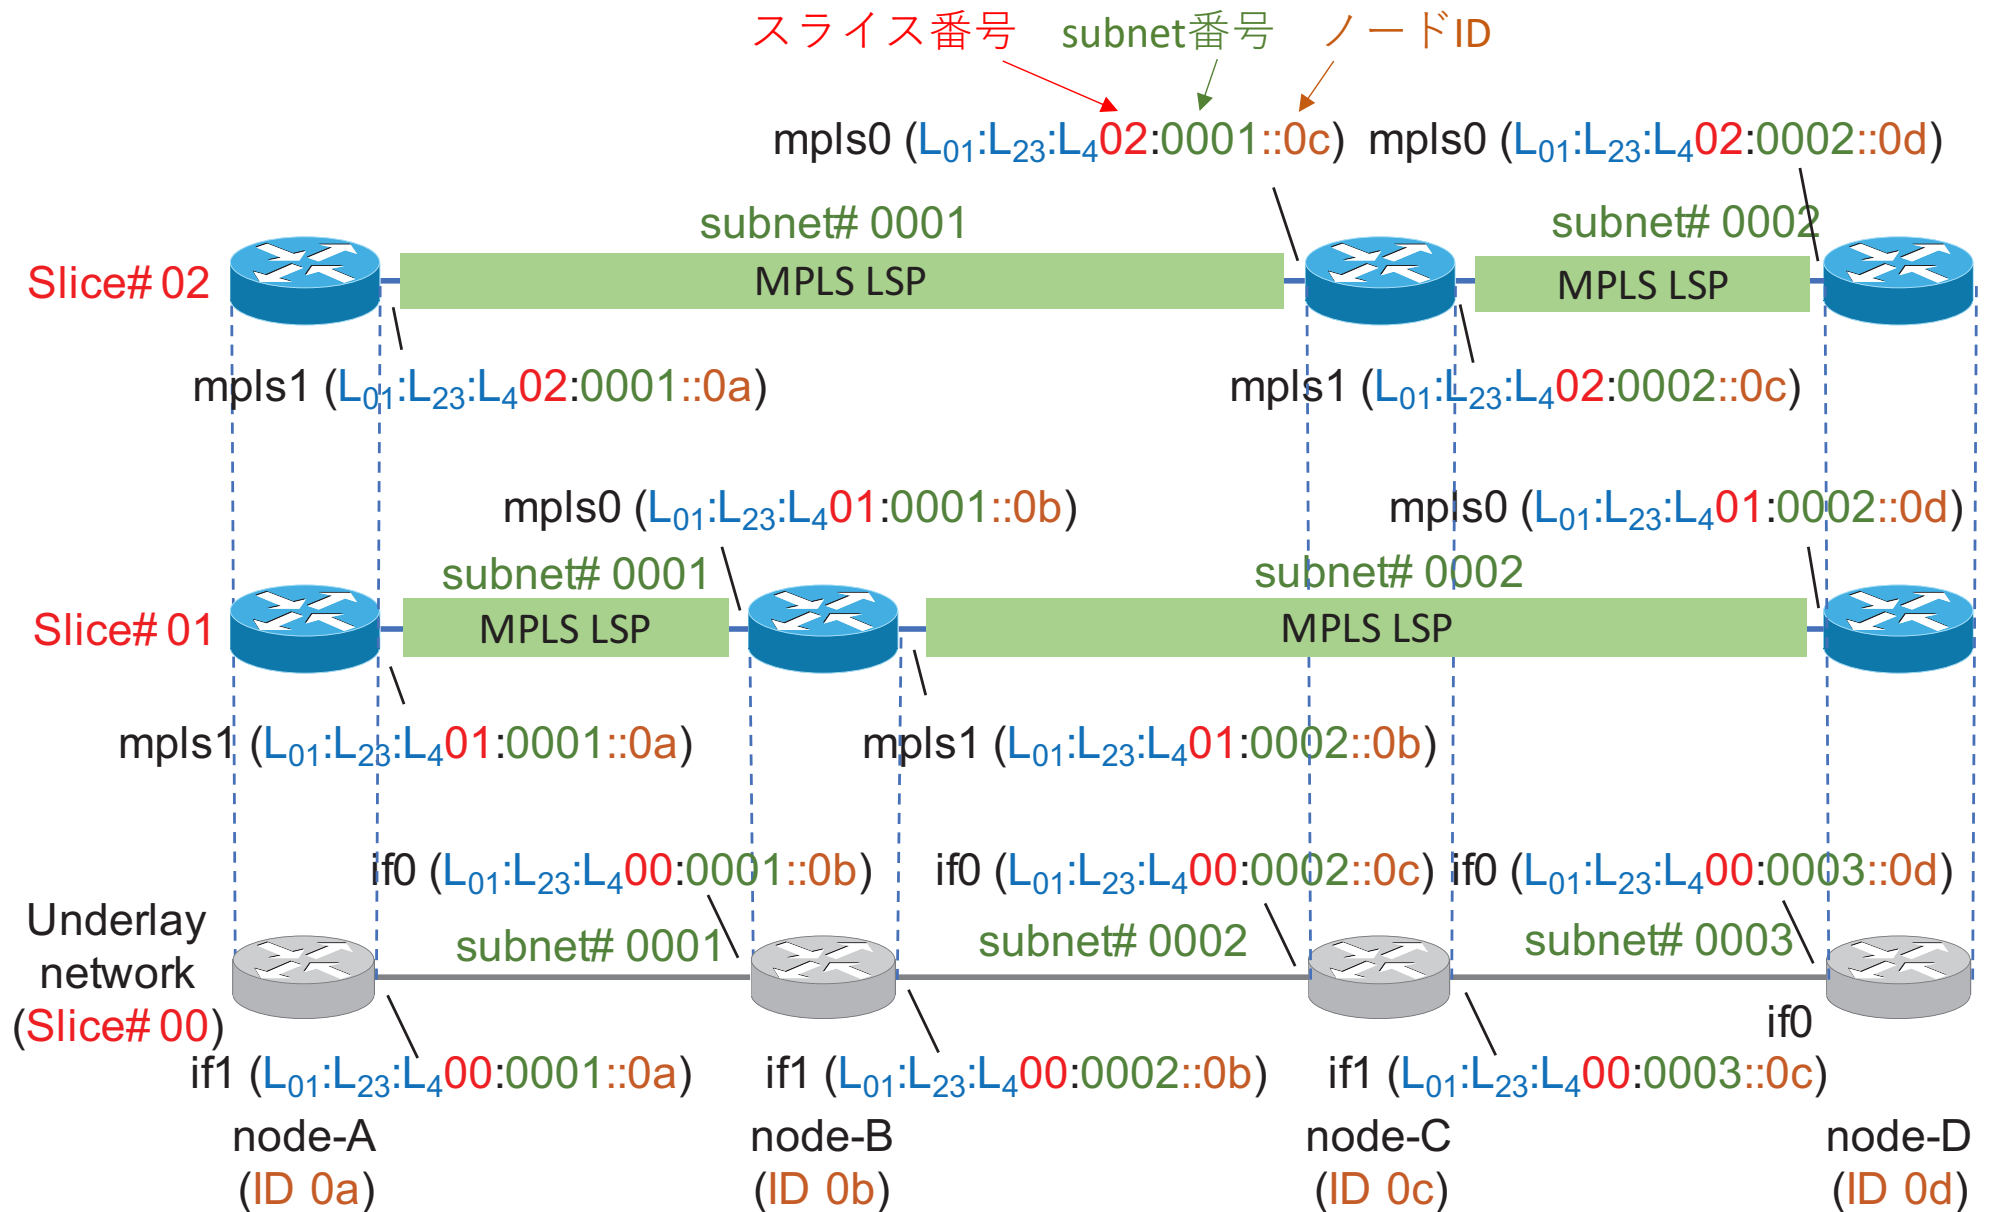 スライス番号 subnet番号 ノードID
mpls0 (L01:L23:L402:0001::0c) mpls0 (L01:L23:L402:0002::0d)
subnet# 0001 subnet# 0002
Slice# 02 MPLS LSP MPLS LSP
mpls1 (L01:L23:L402:0001::0a) mpls1 (L01:L23:L402:0002::0c)
mpls0 (L01:L23:L401:0001::0b) mpls0 (L01:L23:L401:0002::0d)
subnet# 0001 subnet# 0002
Slice# 01 MPLS LSP MPLS LSP
mpls1 (L01:L23:L401:0001::0a) mpls1 (L01:L23:L401:0002::0b)
if0 (L01:L23:L400:0001::0b) if0 (L01:L23:L400:0002::0c) if0 (L01:L23:L400:0003::0d)
Underlay
network
(Slice# 00)
subnet# 0001 subnet# 0002 subnet# 0003
if0
if1 (L01:L23:L400:0001::0a) if1 (L01:L23:L400:0002::0b) if1 (L01:L23:L400:0003::0c)
node-A node-B node-C node-D
(ID 0a) (ID 0b) (ID 0c) (ID 0d)